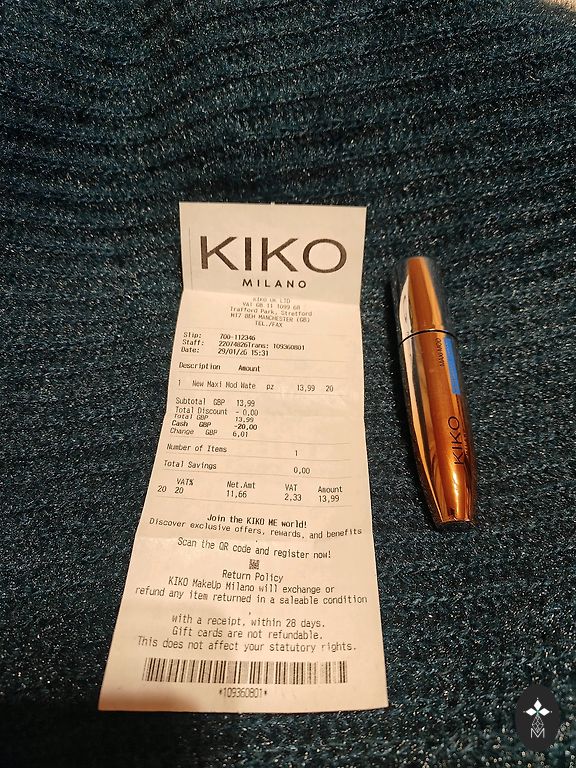 KIKO
MILANO
KIKO UK LTD
VAT GB 11 1099 68
Trafford Park, Stretford
M17 8EH MANCHESTER (GB)
TEL./FAX
Slip: 700-112346
Staff: 22074826Trans: 109360801
Date: 29/01/26 15:31
Description Amount
1 New Maxi Mod Wate pz 13,99 20
Subtotal GBP 13,99
Total Discount - 0,00
Total GBP 13,99
Cash GBP -20,00
Change GBP 6,01
Number of Items 1
Total Savings 0,00
VAT% Net.Amt VAT Amount
20 20 11,66 2,33 13,99
Join the KIKO ME world!
Discover exclusive offers, rewards, and benefits
Scan the QR code and register now!
Return Policy
KIKO MakeUp Milano will exchange or
refund any item returned in a saleable condition
,
with a receipt, within 28 days.
Gift cards are not refundable.
This does not affect your statutory rights.
*109360801*
KIKO
MAXI MOD
M